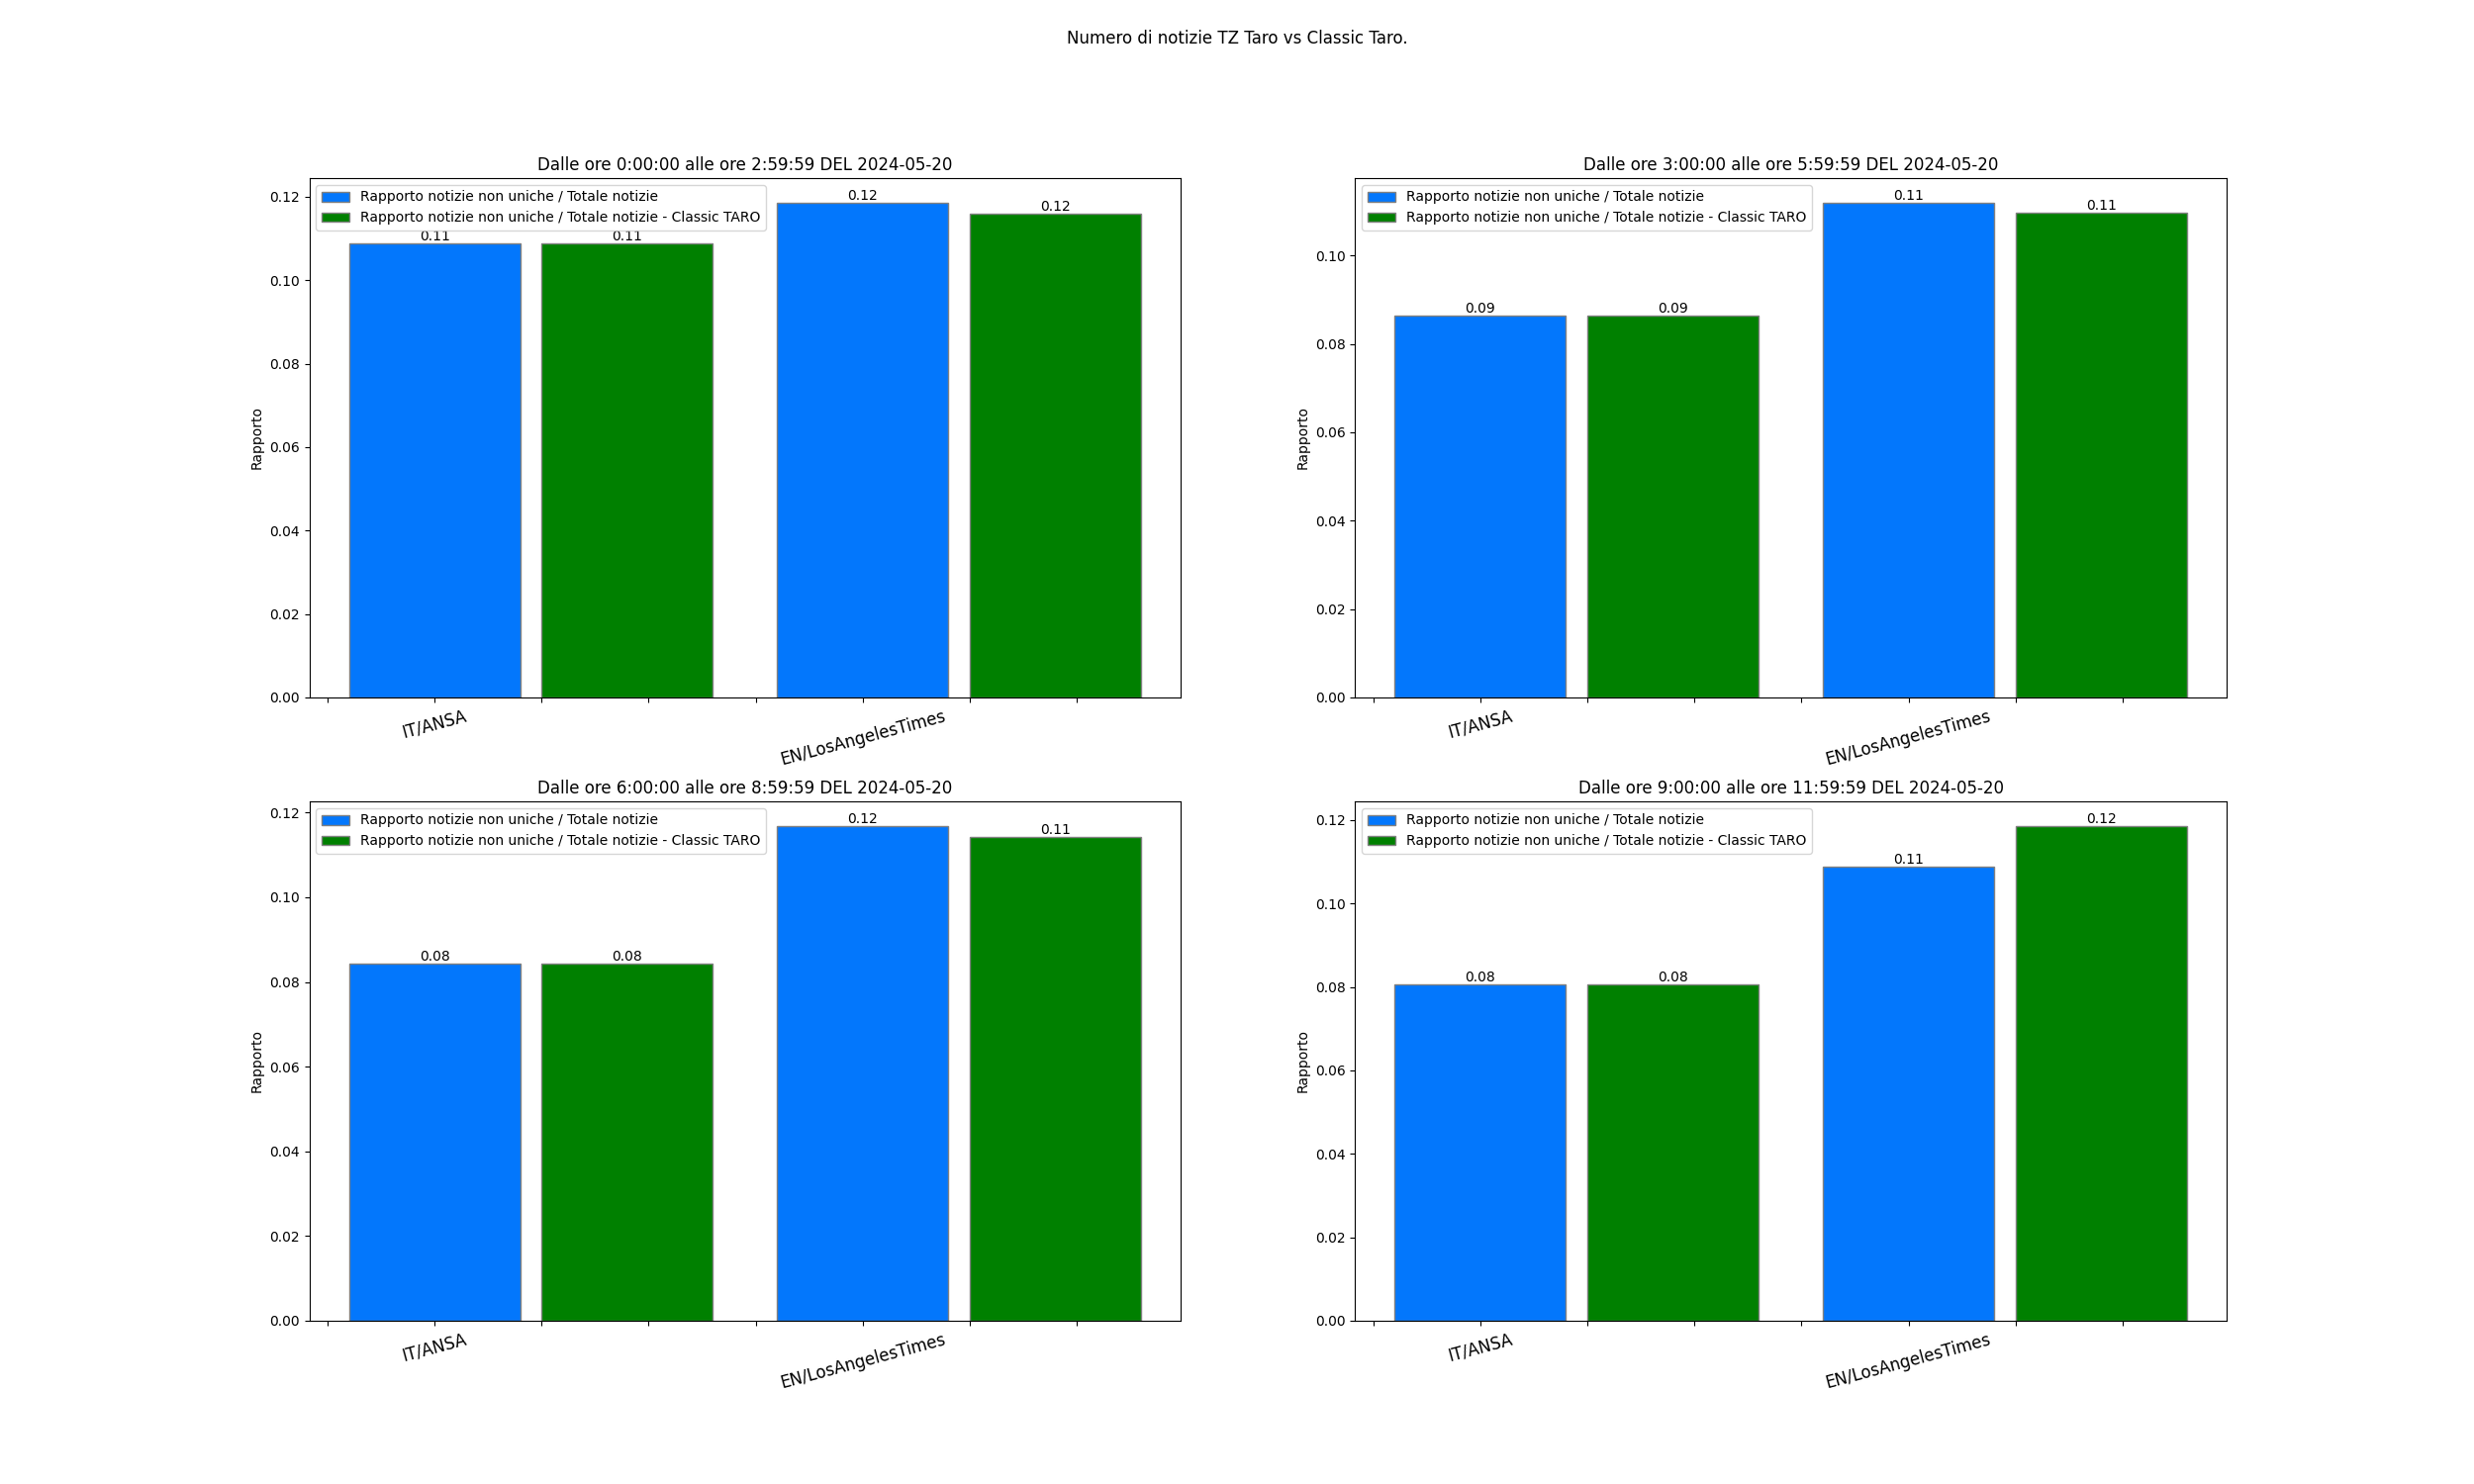 Numero di notizie TZ Taro vs Classic Taro.
Dalle ore 0:00:00 alle ore 2:59:59 DEL 2024-05-20
Rapporto notizie non uniche / Totale notizie
Rapporto notizie non uniche / Totale notizie - Classic TARO
0.11
0.11
0.12
0.12
0.12
0.10
0.08
0.06
0.04
0.02
0.00
Rapporto
IT/ANSA
EN/LosAngelesTimes
Dalle ore 3:00:00 alle ore 5:59:59 DEL 2024-05-20
Rapporto notizie non uniche / Totale notizie
Rapporto notizie non uniche / Totale notizie - Classic TARO
0.09
0.09
0.11
0.11
0.10
0.08
0.06
0.04
0.02
0.00
Rapporto
IT/ANSA
EN/LosAngelesTimes
Dalle ore 6:00:00 alle ore 8:59:59 DEL 2024-05-20
Rapporto notizie non uniche / Totale notizie
Rapporto notizie non uniche / Totale notizie - Classic TARO
0.08
0.08
0.12
0.11
0.12
0.10
0.08
0.06
0.04
0.02
0.00
Rapporto
IT/ANSA
EN/LosAngelesTimes
Dalle ore 9:00:00 alle ore 11:59:59 DEL 2024-05-20
Rapporto notizie non uniche / Totale notizie
Rapporto notizie non uniche / Totale notizie - Classic TARO
0.08
0.08
0.11
0.12
0.12
0.10
0.08
0.06
0.04
0.02
0.00
Rapporto
IT/ANSA
EN/LosAngelesTimes